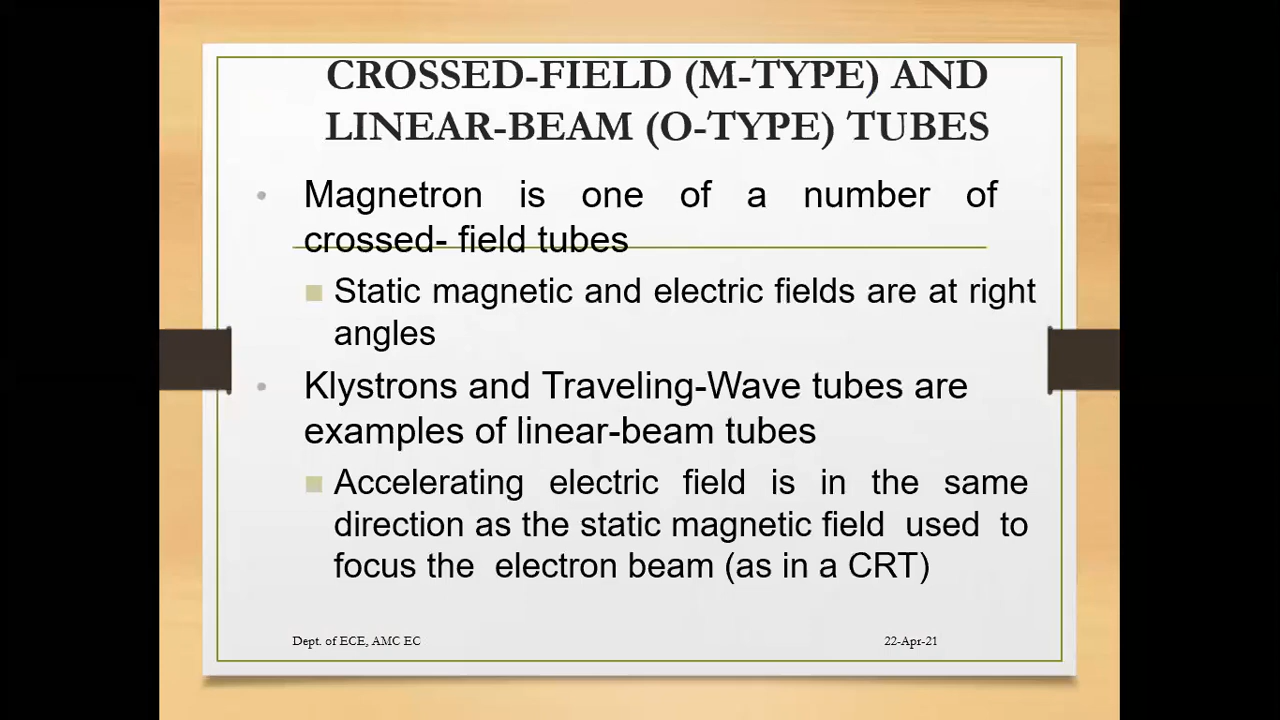 CROSSED-FIELD (M-TYPE) AND
LINEAR-BEAM (O-TYPE) TUBES
Magnetron is one of a number of
crossed- field tubes
Static magnetic and electric fields are at right
angles
Klystrons and Traveling-Wave tubes are
examples of linear-beam tubes
Accelerating electric field is in the same
direction as the static magnetic field used to
focus the electron beam (as in a CRT)
Dept. of ECE, AMC EC
22-Apr-21